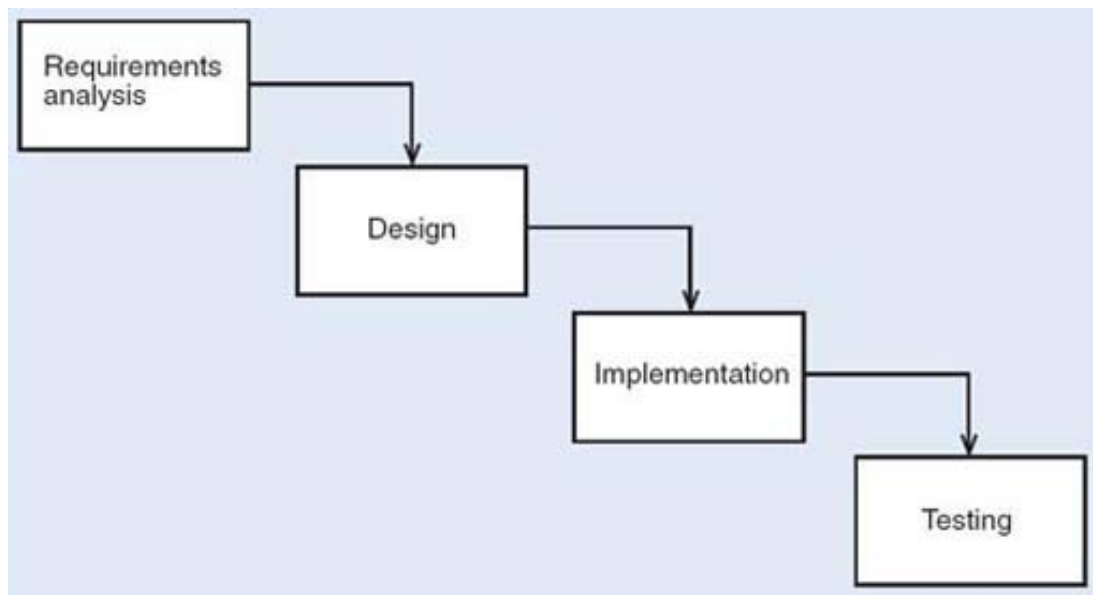 Requirements
analysis
Design
Implementation
Testing